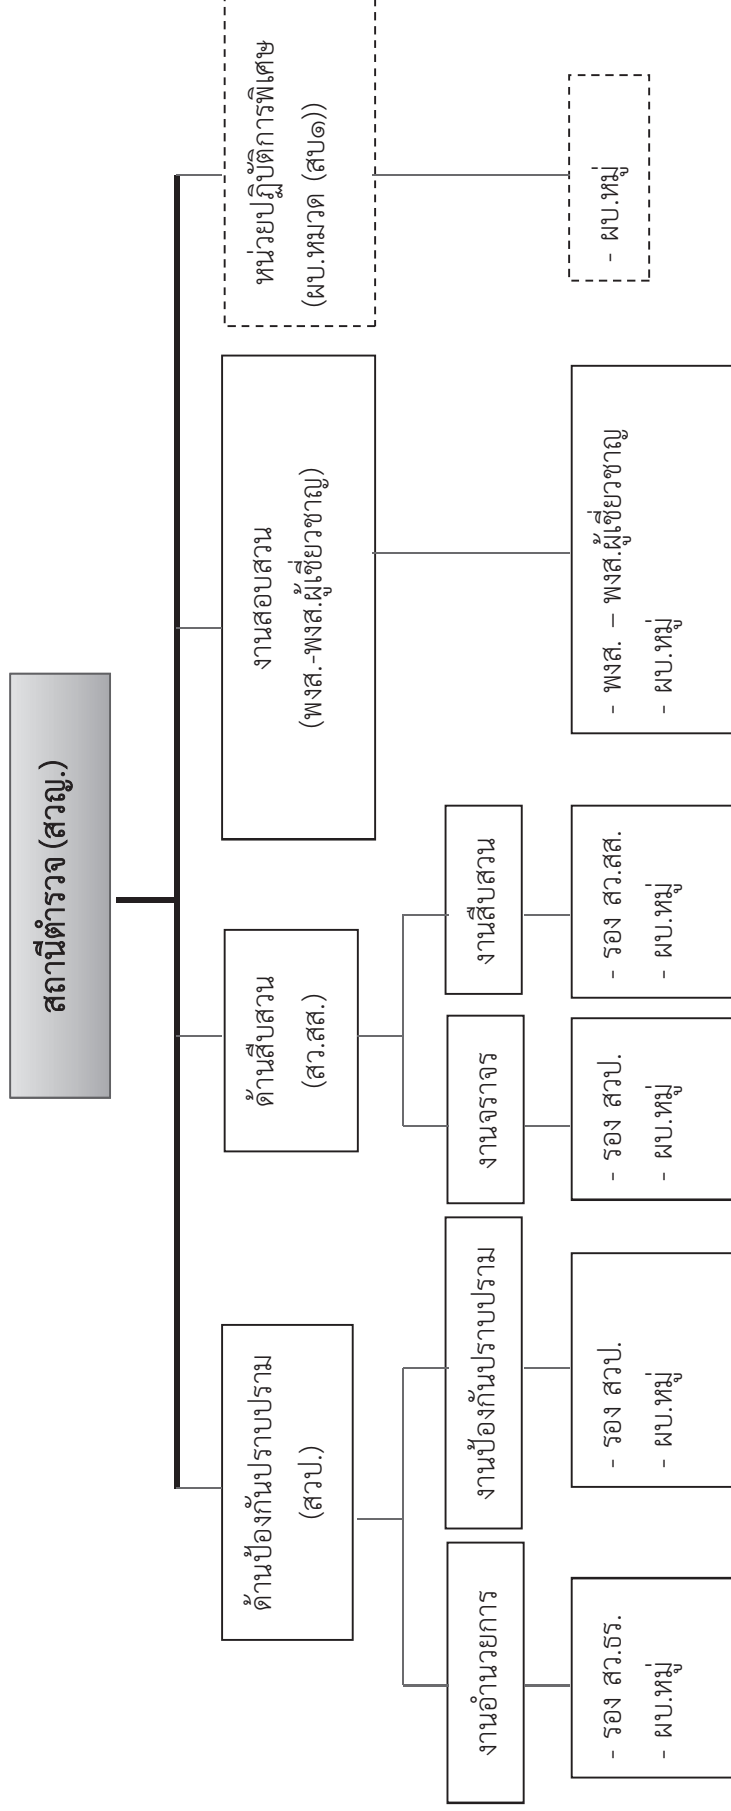 สถานีตำรวจ (สวญ.)
ด้านป้องกันปราบปราม
(สวป.)
ด้านสืบสวน
(สว.สส.)
งานสอบสวน
(พงส.-พงส.ผู้เชี่ยวชาญ)
หน่วยปฏิบัติการพิเศษ
(ผบ.หมวด (สบ๑))
งานอำนวยการ
งานป้องกันปราบปราม
งานจราจร
งานสืบสวน
- รอง สว.ธร.
- ผบ.หมู่
- รอง สวป.
- ผบ.หมู่
- รอง สวป.
- ผบ.หมู่
- รอง สว.สส.
- ผบ.หมู่
- พงส. – พงส.ผู้เชี่ยวชาญ
- ผบ.หมู่
- ผบ.หมู่